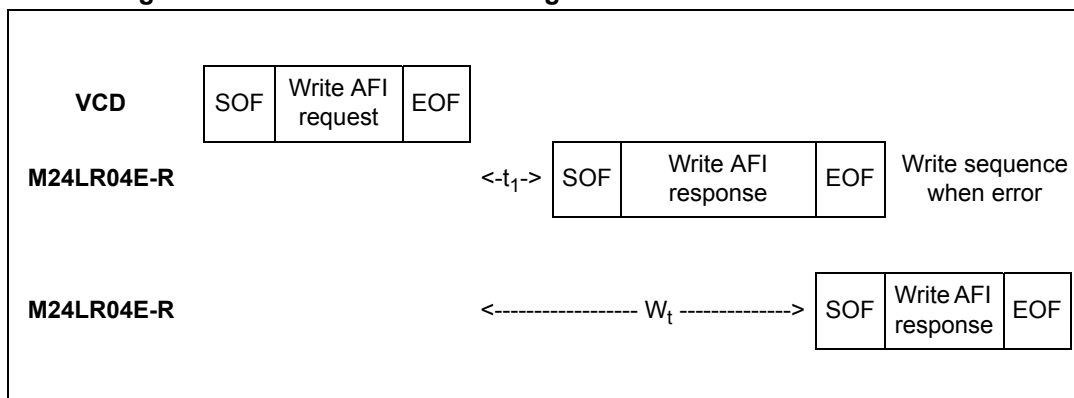 VCD SOF Write AFI request EOF
M24LR04E-R <-t1-> SOF Write AFI response EOF Write sequence when error
M24LR04E-R <------------------ Wt --------------> SOF Write AFI response EOF